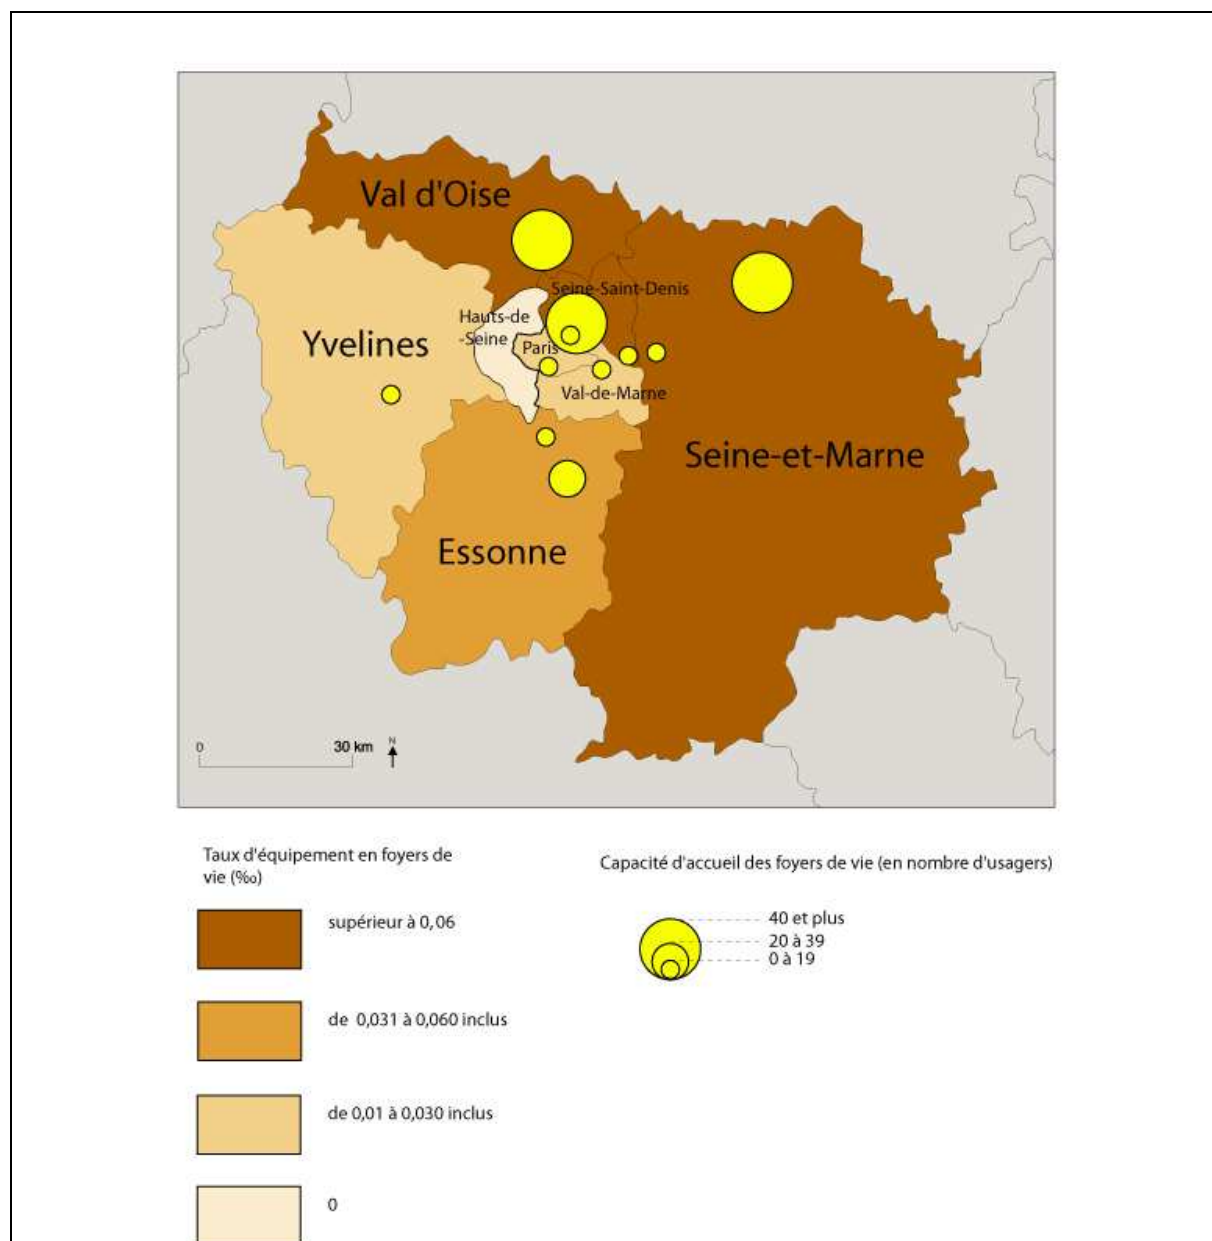 Val d'Oise
Seine-Saint-Denis
Hauts-de
-Seine
Yvelines
Paris
Val-de-Marne
Seine-et-Marne
Essonne
0
30 km
N
Taux d'équipement en foyers de
vie (‰)
supérieur à 0,06
de 0,031 à 0,060 inclus
de 0,01 à 0,030 inclus
0
Capacité d'accueil des foyers de vie (en nombre d'usagers)
40 et plus
20 à 39
0 à 19